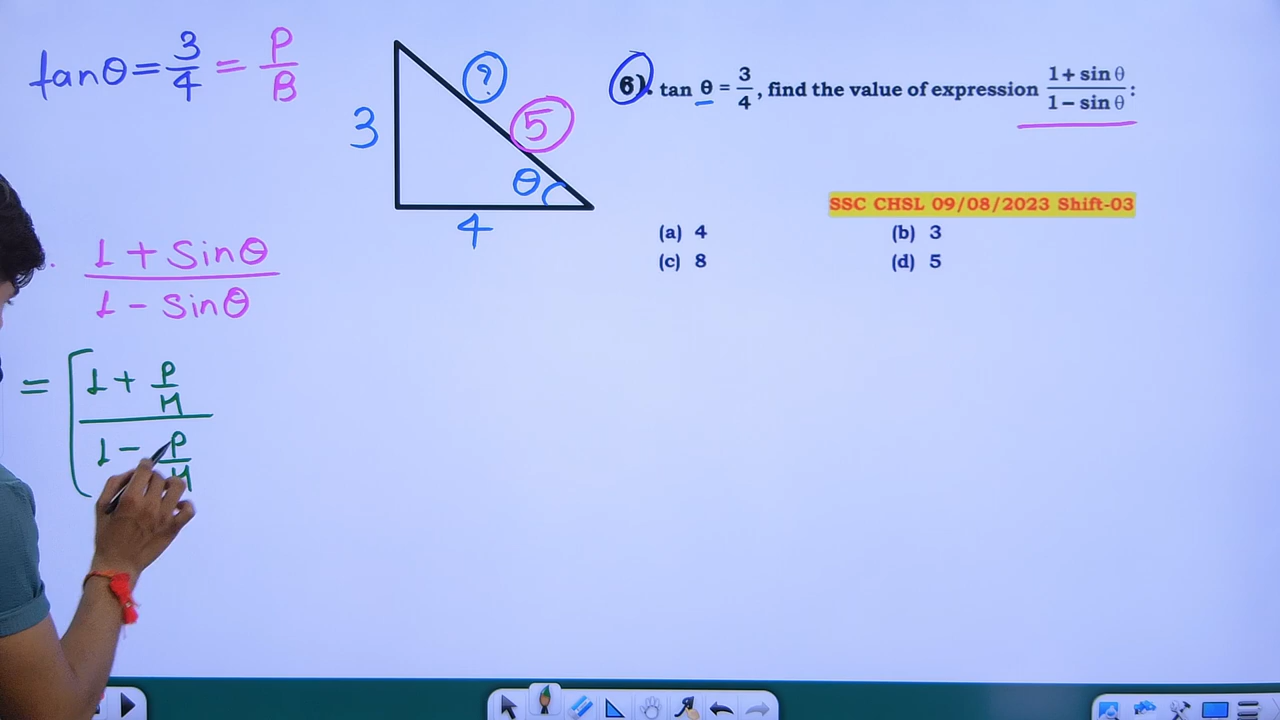 tanθ = 3/4 = P/B
?
5
3
θ
4
6). tan θ = 3/4, find the value of expression (1 + sin θ)/(1 − sin θ):
SSC CHSL 09/08/2023 Shift-03
(a) 4
(b) 3
(c) 8
(d) 5
1 + Sinθ
1 - Sinθ
= [1 + P/H
1 - P/H